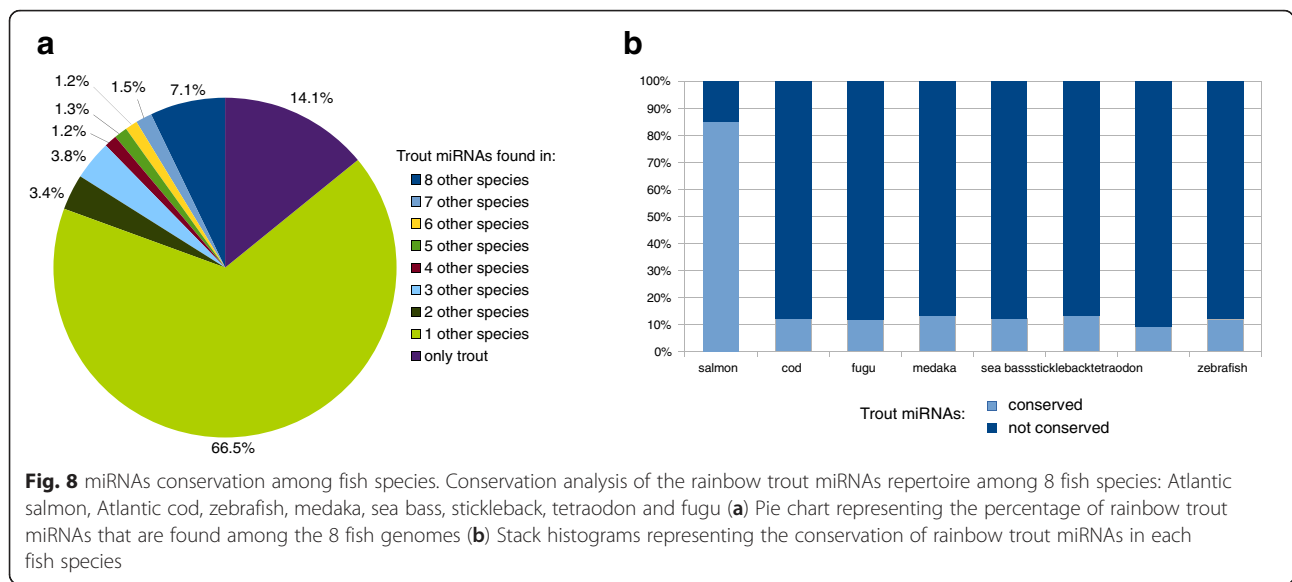 a
1.2%
1.5%
7.1%
14.1%
1.3%
1.2%
3.8%
3.4%
66.5%
Trout miRNAs found in:
8 other species
7 other species
6 other species
5 other species
4 other species
3 other species
2 other species
1 other species
only trout
b
100%
90%
80%
70%
60%
50%
40%
30%
20%
10%
0%
salmon cod fugu medaka sea basssticklebacktetraodon zebrafish
Trout miRNAs:
conserved
not conserved
Fig. 8 miRNAs conservation among fish species. Conservation analysis of the rainbow trout miRNAs repertoire among 8 fish species: Atlantic
salmon, Atlantic cod, zebrafish, medaka, sea bass, stickleback, tetraodon and fugu (a) Pie chart representing the percentage of rainbow trout
miRNAs that are found among the 8 fish genomes (b) Stack histograms representing the conservation of rainbow trout miRNAs in each
fish species